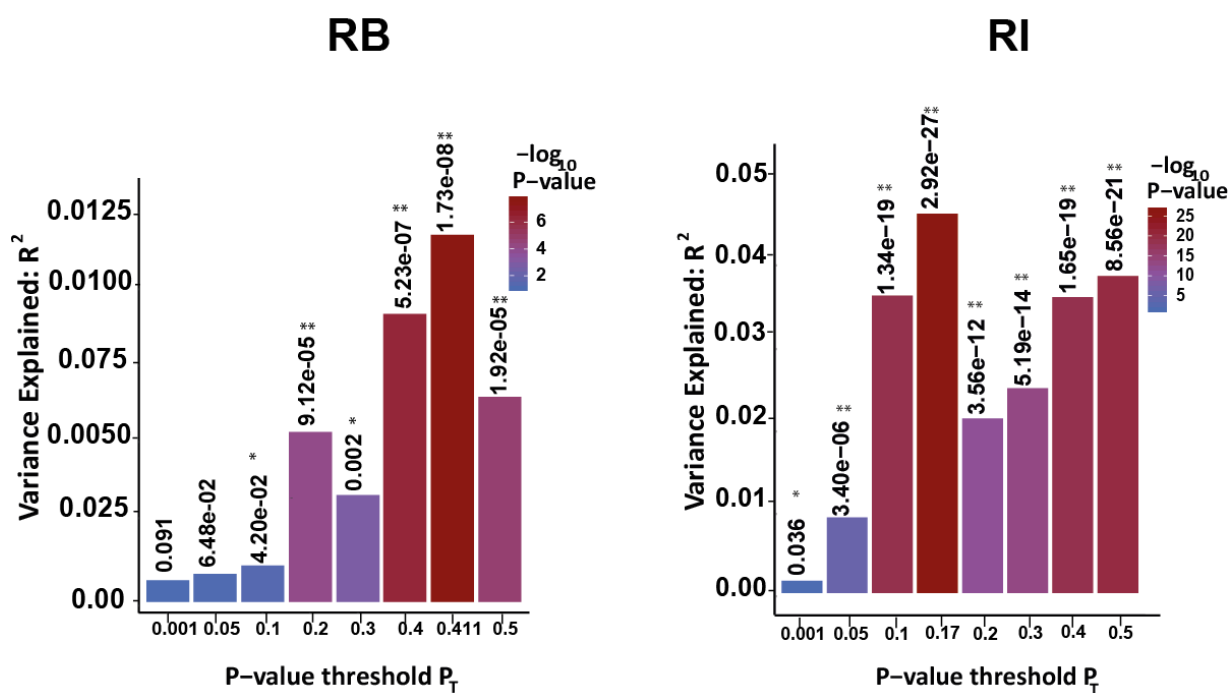 RB
Variance Explained: R²
0.0125
0.0100
0.075
0.0050
0.025
0.00
0.091
6.48e-02
4.20e-02 *
9.12e-05 **
0.002 *
5.23e-07 **
1.73e-08 **
1.92e-05 **
0.001 0.05 0.1 0.2 0.3 0.4 0.411 0.5
P−value threshold P_T
−log₁₀
P−value
6
4
2
RI
Variance Explained: R²
0.05
0.04
0.03
0.02
0.01
0.00
0.036 *
3.40e−06 **
1.34e−19 **
2.92e−27 **
3.56e−12 **
5.19e−14 **
1.65e−19 **
8.56e−21 **
0.001 0.05 0.1 0.17 0.2 0.3 0.4 0.5
P−value threshold P_T
−log₁₀
P−value
25
20
15
10
5